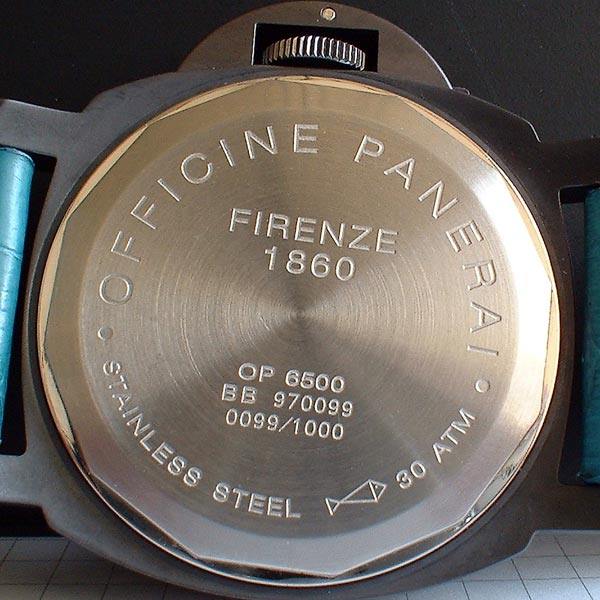 OFFICINE PANERAI
FIRENZE
1860
OP 6500
BB 970099
0099/1000
STAINLESS STEEL 30 ATM